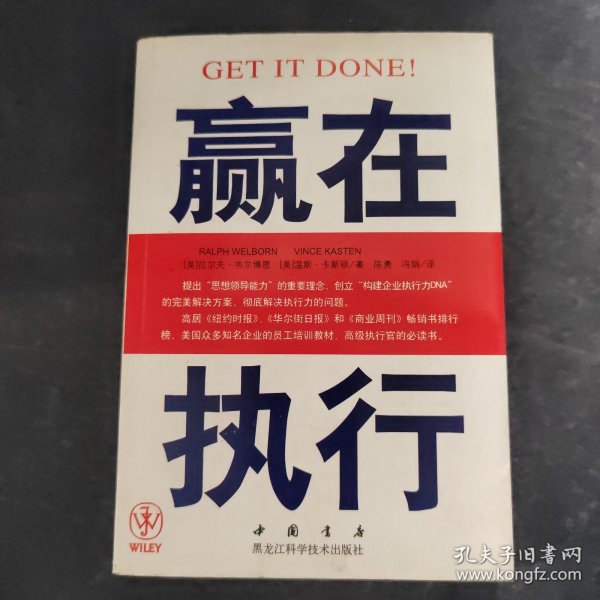 GET IT DONE!
赢在
RALPH WELBORN VINCE KASTEN
[美]拉尔夫·韦尔博恩 [美]温斯·卡斯顿/著 陈勇 冯娟/译
提出“思想领导能力”的重要理念、创立“构建企业执行力DNA”
的完美解决方案、彻底解决执行力的问题。
高居《纽约时报》、《华尔街日报》和《商业周刊》畅销书排行
榜，美国众多知名企业的员工培训教材、高级执行官的必读书。
执行
WILEY
中国书店
黑龙江科学技术出版社
孔夫子旧书网
www.kongfz.com